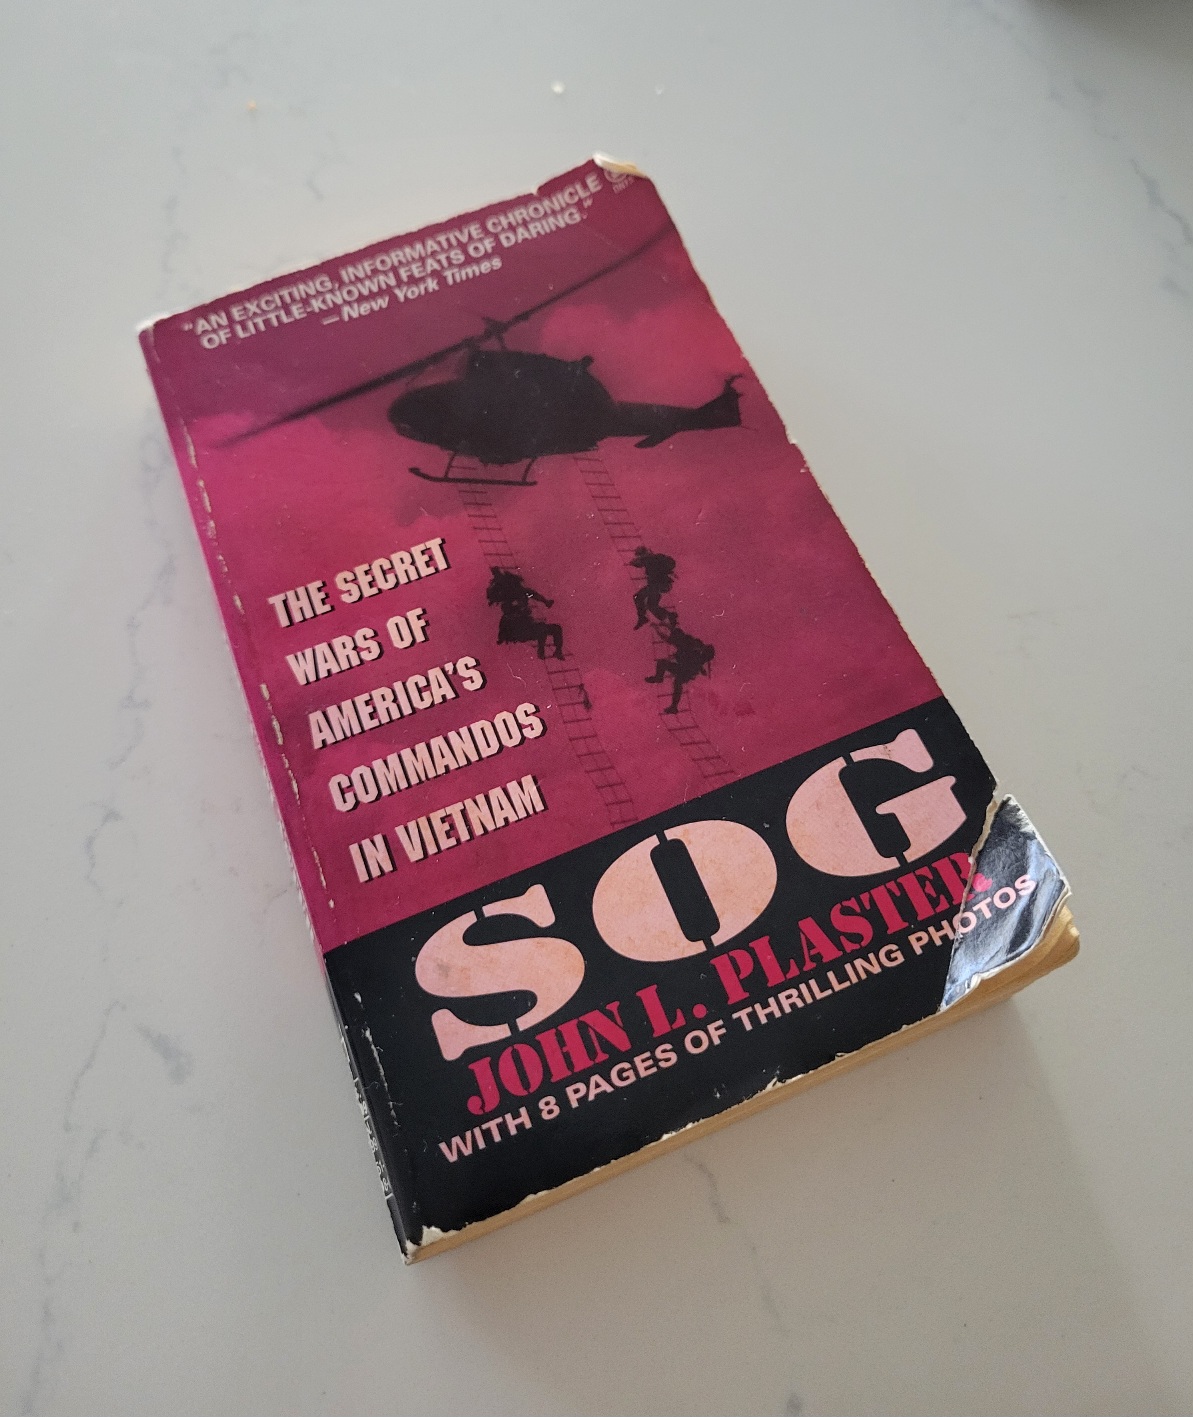 "AN EXCITING, INFORMATIVE CHRONICLE
OF LITTLE-KNOWN FEATS OF DARING."
—New York Times
THE SECRET
WARS OF
AMERICA'S
COMMANDOS
IN VIETNAM
SOG
JOHN L. PLASTER
WITH 8 PAGES OF THRILLING PHOTOS